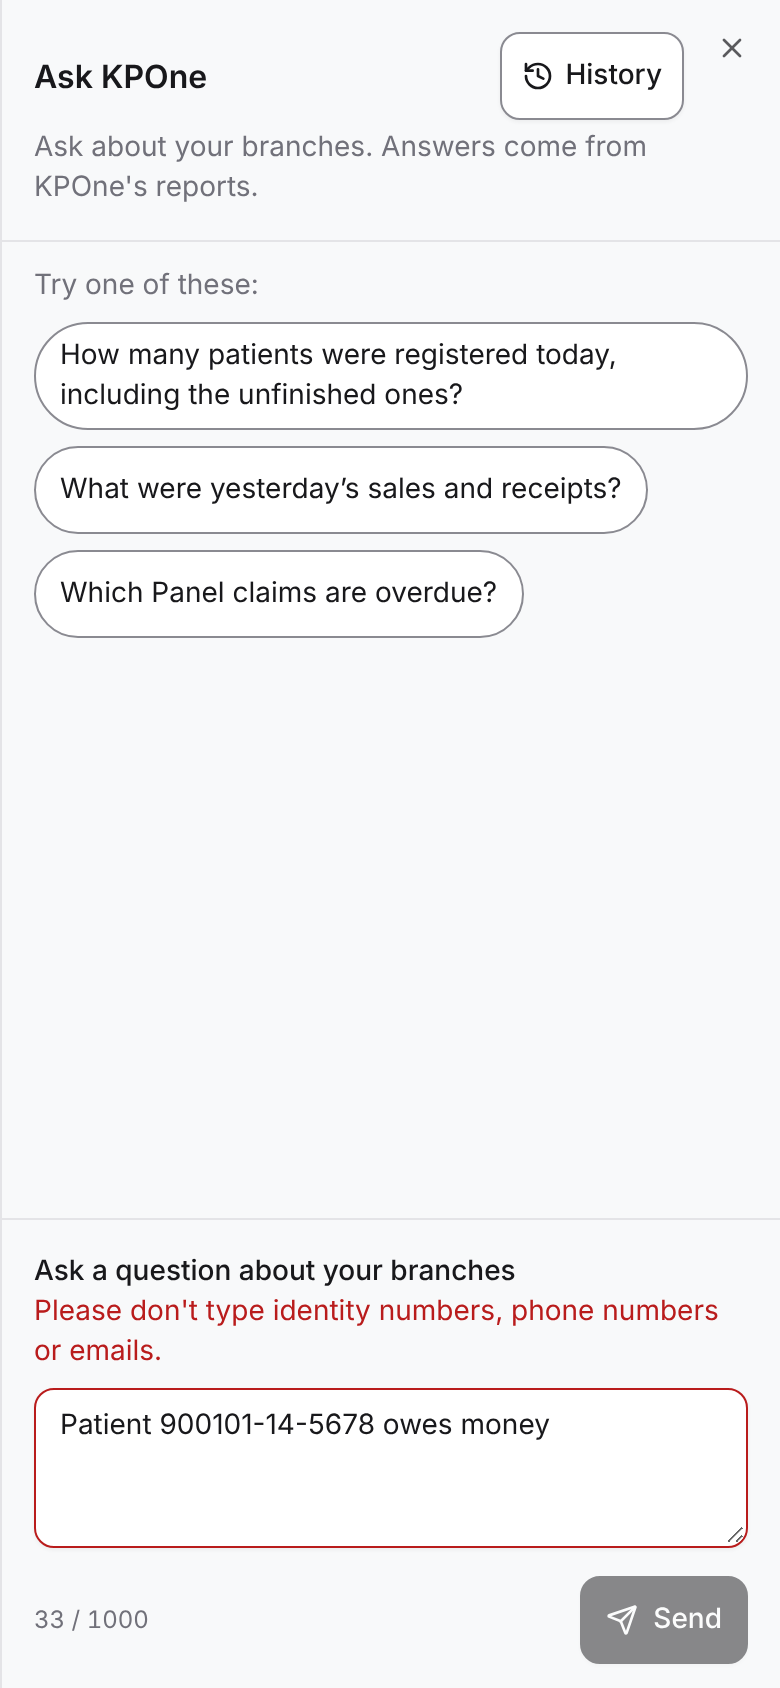 Ask KPOne
History
Ask about your branches. Answers come from
KPOne's reports.
Try one of these:
How many patients were registered today,
including the unfinished ones?
What were yesterday’s sales and receipts?
Which Panel claims are overdue?
Ask a question about your branches
Please don't type identity numbers, phone numbers
or emails.
Patient 900101-14-5678 owes money
33 / 1000
Send